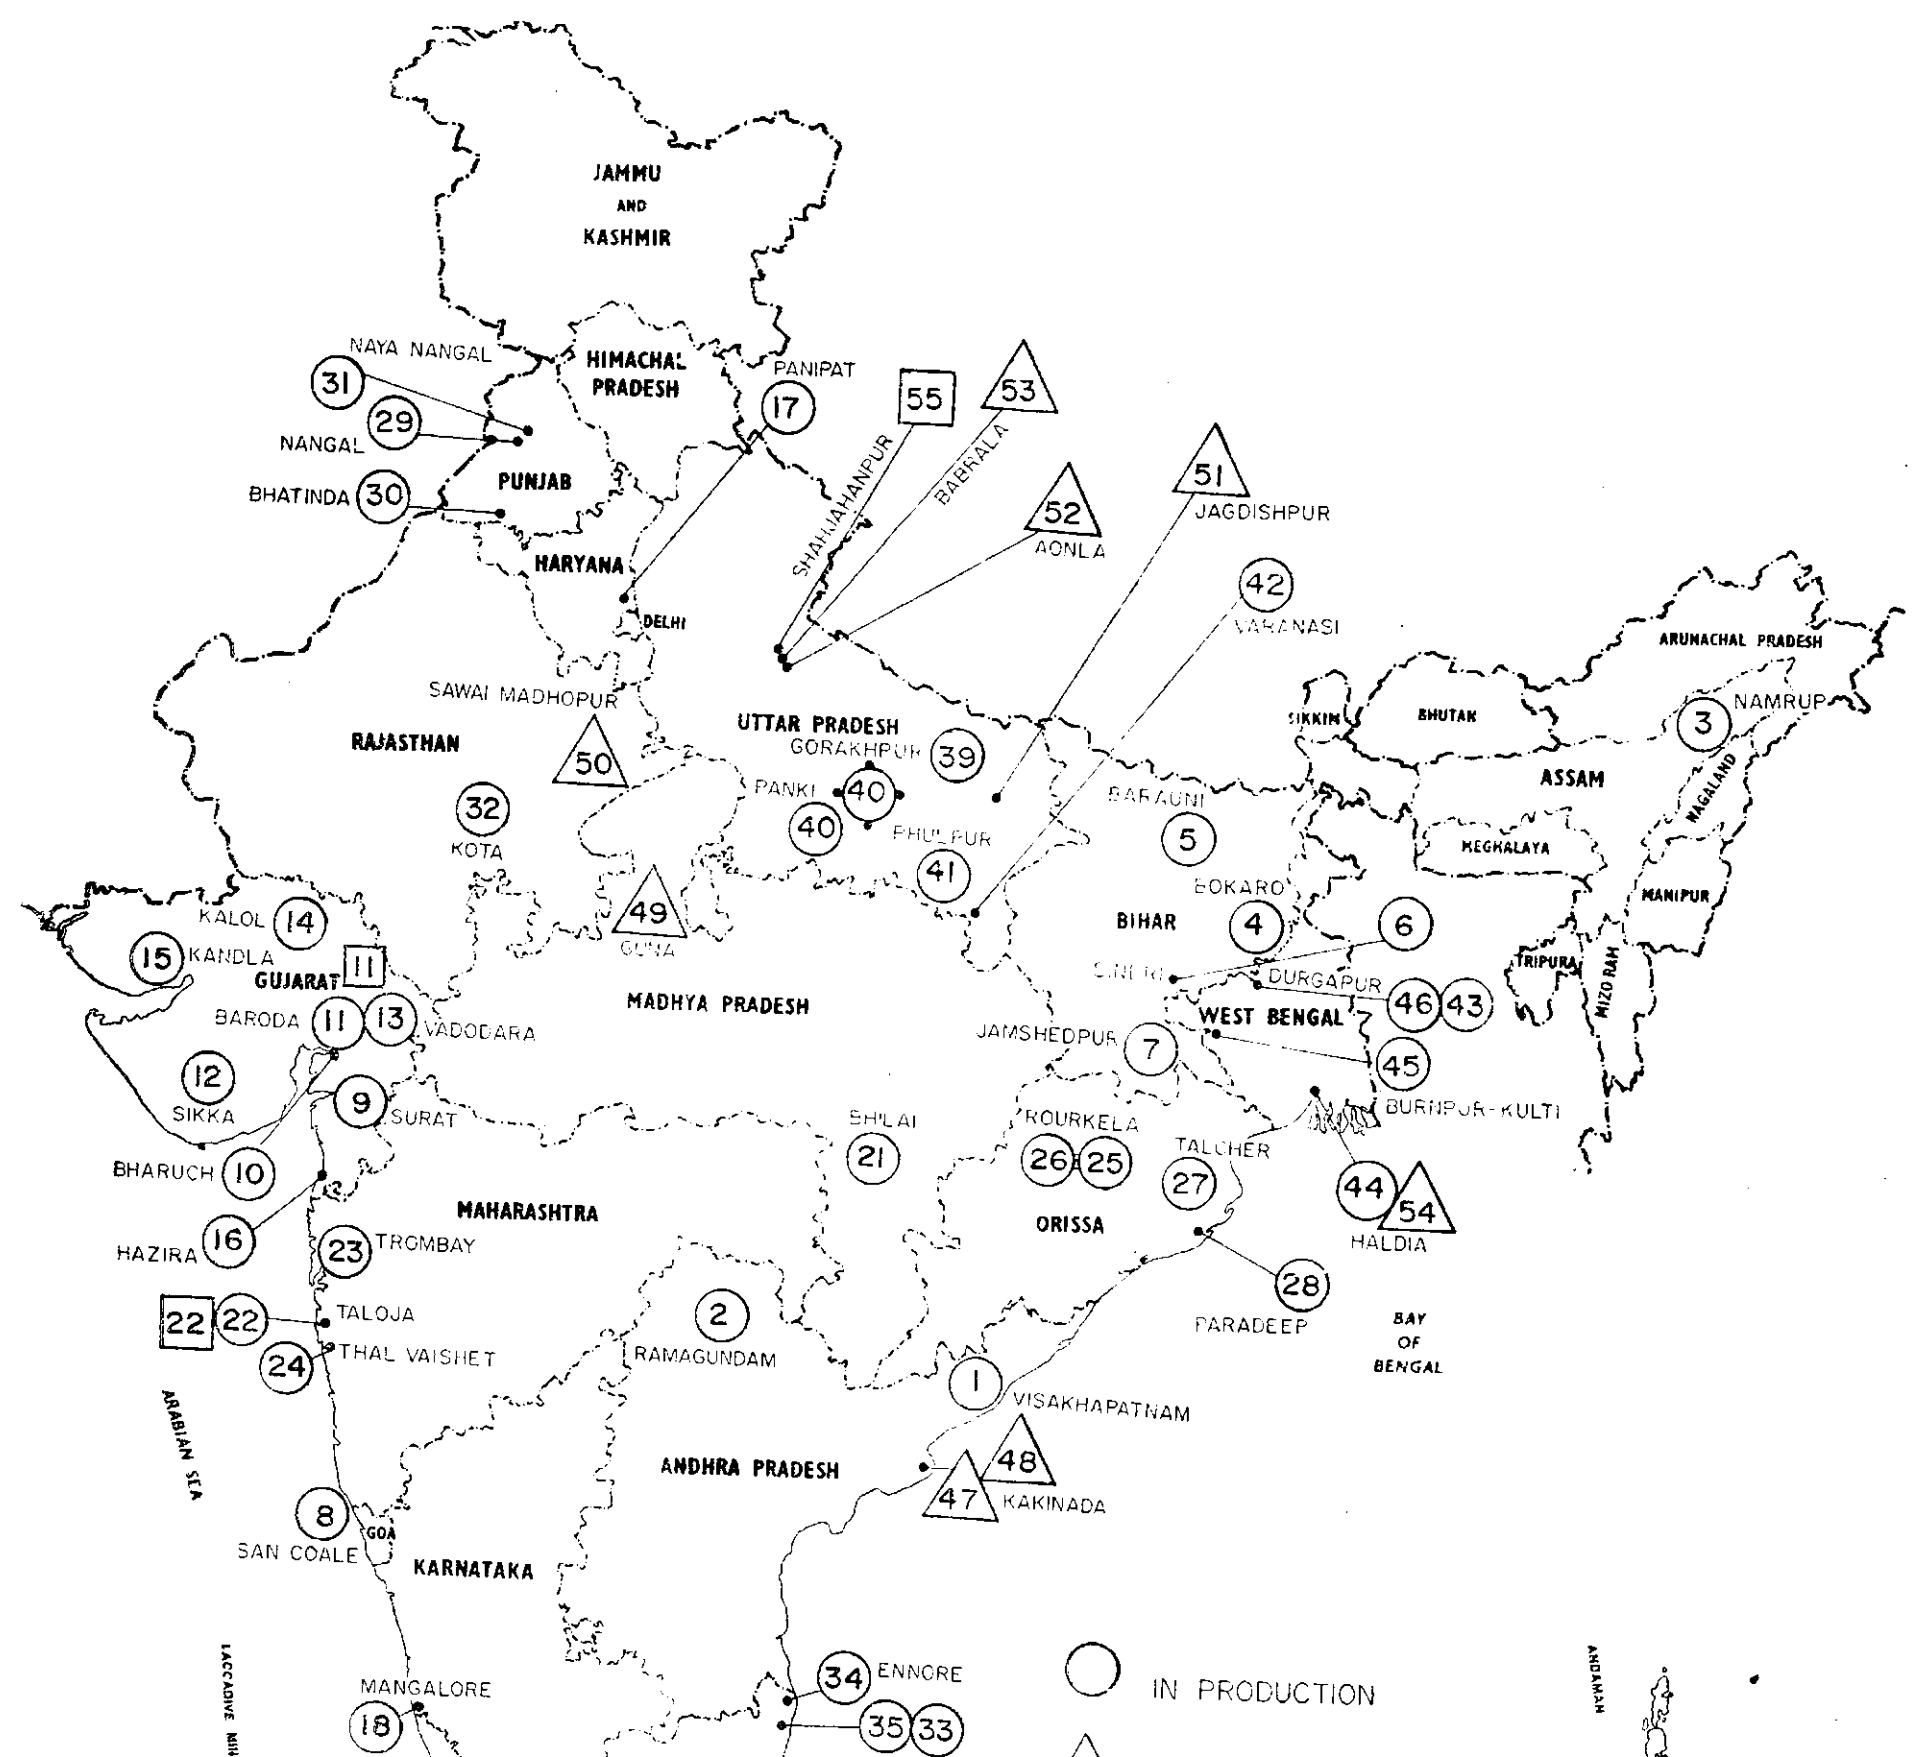 JAMMU
AND
KASHMIR
NAYA NANGAL
31
HIMACHAL
PRADESH
PANIPAT
17
55
53
29
NANGAL
SHAHJAHANPUR
BABRALA
51
JAGDISHPUR
BHATINDA
30
PUNJAB
52
AONLA
HARYANA
42
VARANASI
DELHI
ARUNACHAL PRADESH
SAWAI MADHOPUR
50
UTTAR PRADESH
SIKKIM
BHUTAN
NAMRUP
3
RAJASTHAN
GORAKHPUR
39
ASSAM
NAGALAND
PANKI
40
40
BARAUNI
5
32
KOTA
PHULPUR
41
MEGHALAYA
MANIPUR
KALOL
14
49
GUNA
BOKARO
4
BIHAR
6
15
KANDLA
11
GUJARAT
SINDRI
DURGAPUR
TRIPURA
MIZORAM
MADHYA PRADESH
46
43
BARODA
11
13
VADODARA
WEST BENGAL
JAMSHEDPUR
7
45
BURNPUR-KULTI
12
SIKKA
9
SURAT
BHILAI
21
ROURKELA
26
25
TALCHER
27
BHARUCH
10
44
54
HALDIA
MAHARASHTRA
ORISSA
HAZIRA
16
23
TROMBAY
28
PARADEEP
22
22
TALOJA
2
RAMAGUNDAM
BAY
OF
BENGAL
24
THAL VAISHET
1
VISAKHAPATNAM
ARABIAN SEA
ANDHRA PRADESH
48
47
KAKINADA
8
SAN COALE
GOA
KARNATAKA
34
ENNORE
IN PRODUCTION
MANGALORE
18
35
33
LACCADIVE
ANDAMAN